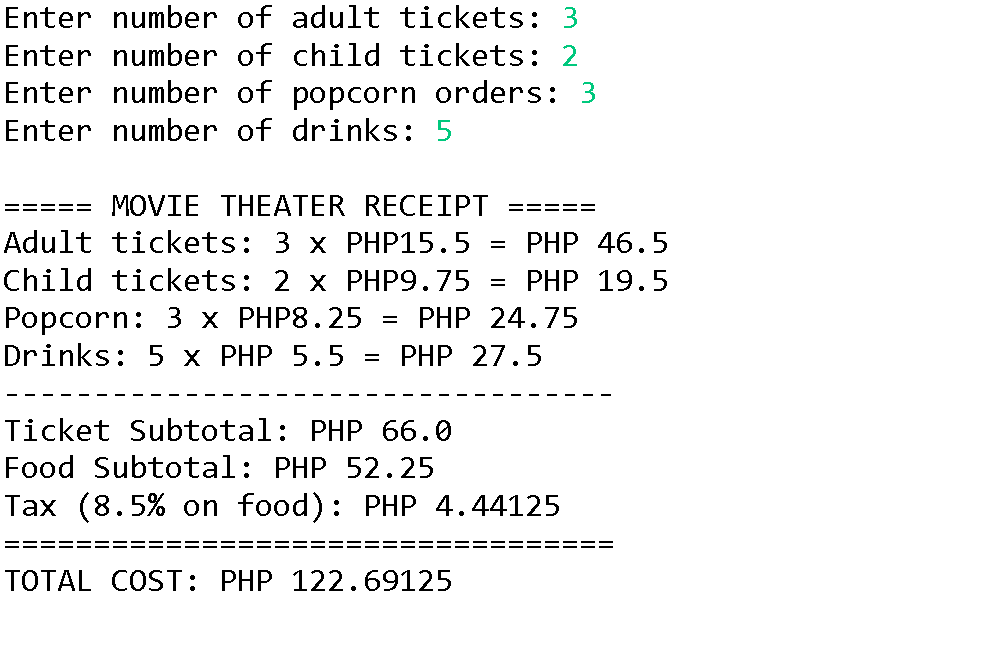 Enter number of adult tickets: 3
Enter number of child tickets: 2
Enter number of popcorn orders: 3
Enter number of drinks: 5
===== MOVIE THEATER RECEIPT =====
Adult tickets: 3 x PHP15.5 = PHP 46.5
Child tickets: 2 x PHP9.75 = PHP 19.5
Popcorn: 3 x PHP8.25 = PHP 24.75
Drinks: 5 x PHP 5.5 = PHP 27.5
----------------------------------
Ticket Subtotal: PHP 66.0
Food Subtotal: PHP 52.25
Tax (8.5% on food): PHP 4.44125
==================================
TOTAL COST: PHP 122.69125